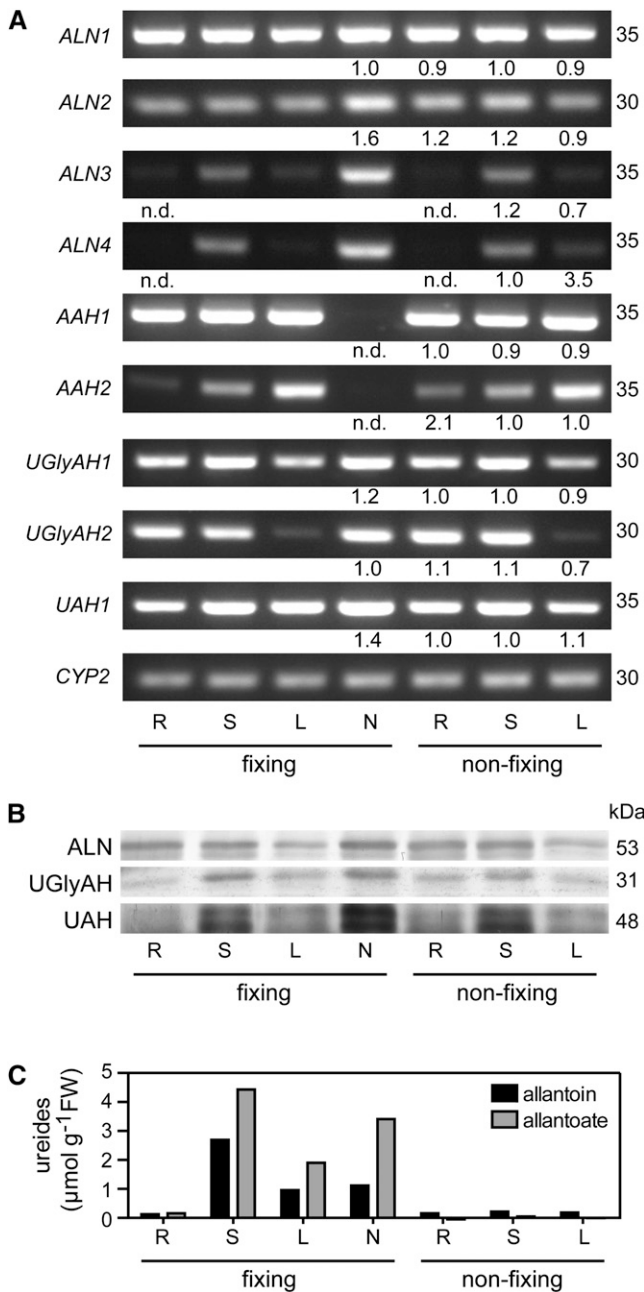 A
ALN1 35
1.0 0.9 1.0 0.9
ALN2 30
1.6 1.2 1.2 0.9
ALN3 35
n.d. n.d. 1.2 0.7
ALN4 35
n.d. n.d. 1.0 3.5
AAH1 35
n.d. 1.0 0.9 0.9
AAH2 35
n.d. 2.1 1.0 1.0
UGlyAH1 30
1.2 1.0 1.0 0.9
UGlyAH2 30
1.0 1.1 1.1 0.7
UAH1 35
1.4 1.0 1.0 1.1
CYP2 30
R S L N R S L
fixing non-fixing
B kDa
ALN 53
UGlyAH 31
UAH 48
R S L N R S L
fixing non-fixing
C
ureides
(µmol g⁻¹FW)
5
4
3
2
1
0
allantoin
allantoate
R S L N R S L
fixing non-fixing